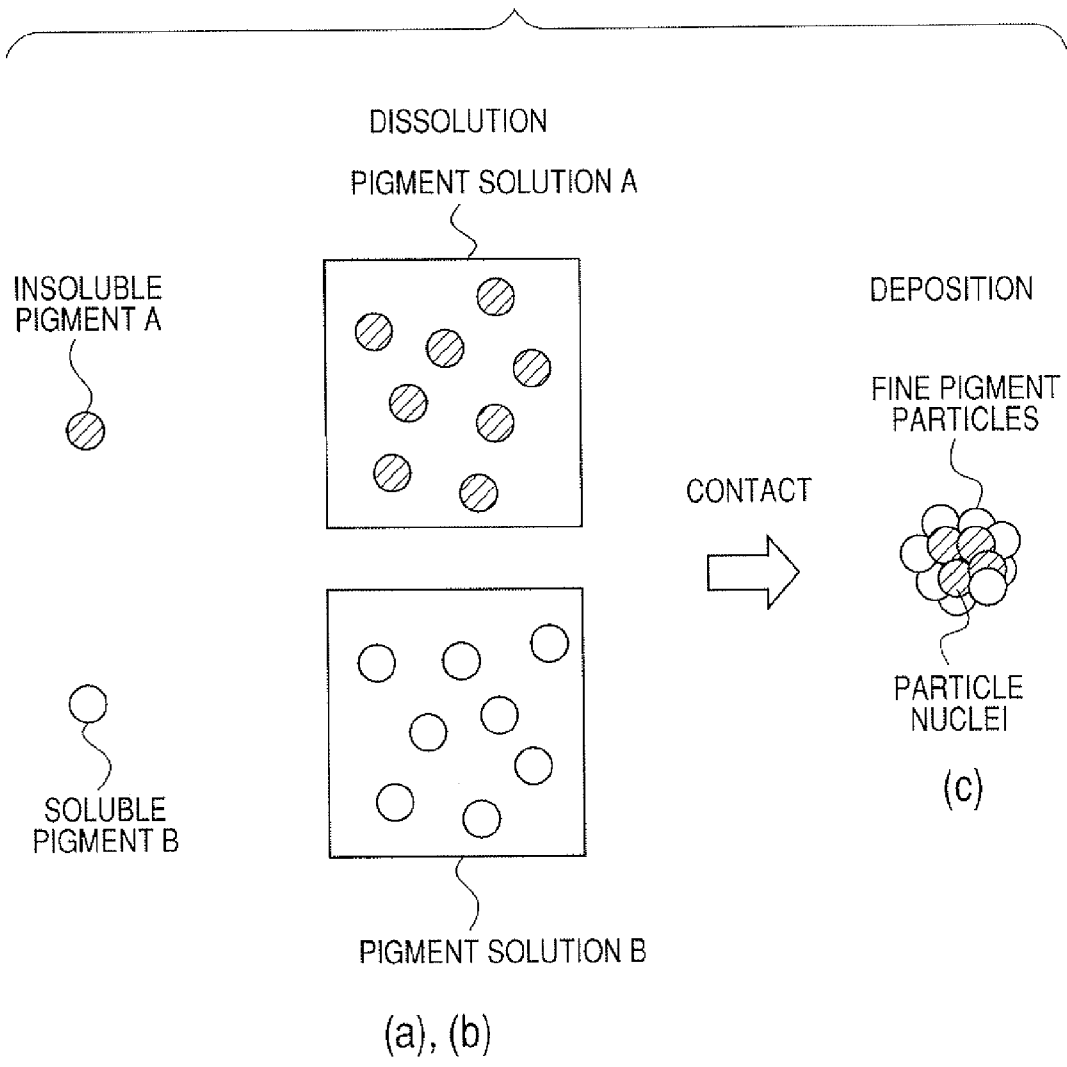 DISSOLUTION
PIGMENT SOLUTION A
INSOLUBLE
PIGMENT A
DEPOSITION
FINE PIGMENT
PARTICLES
CONTACT
PARTICLE
NUCLEI
(c)
SOLUBLE
PIGMENT B
PIGMENT SOLUTION B
(a), (b)